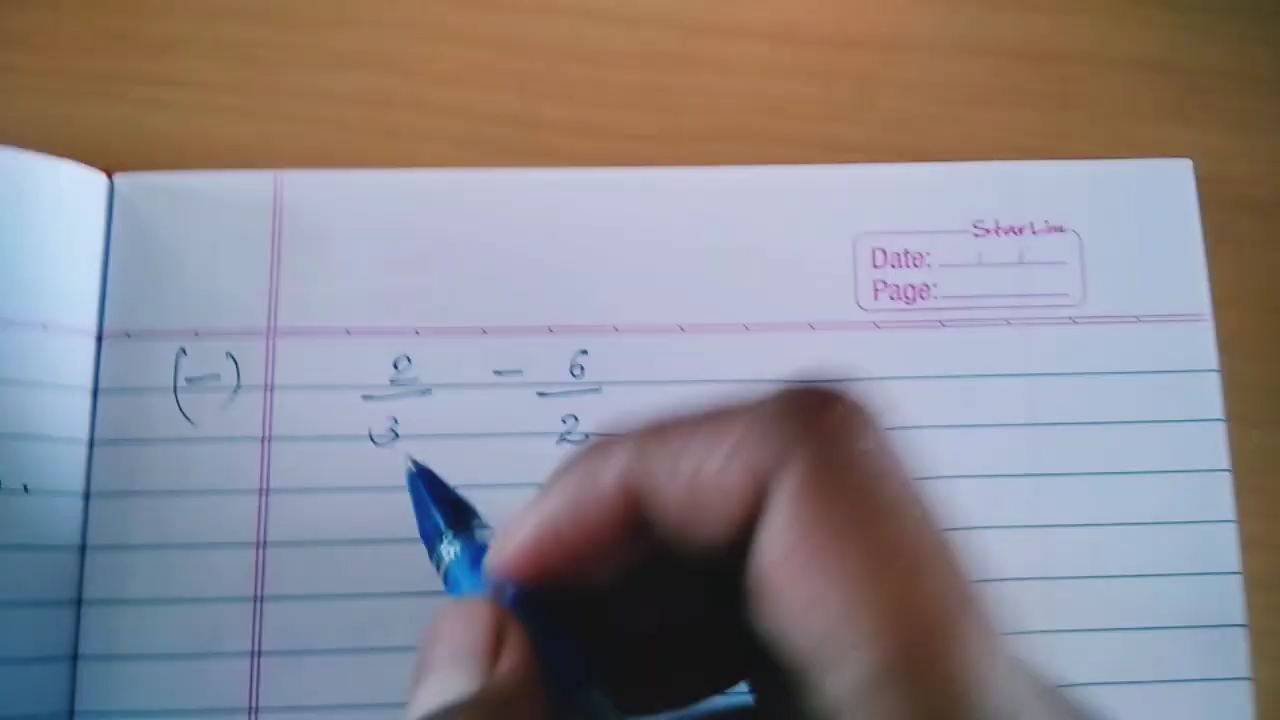 StarLine
Date:
Page:
(—) 2/3 - 6/2